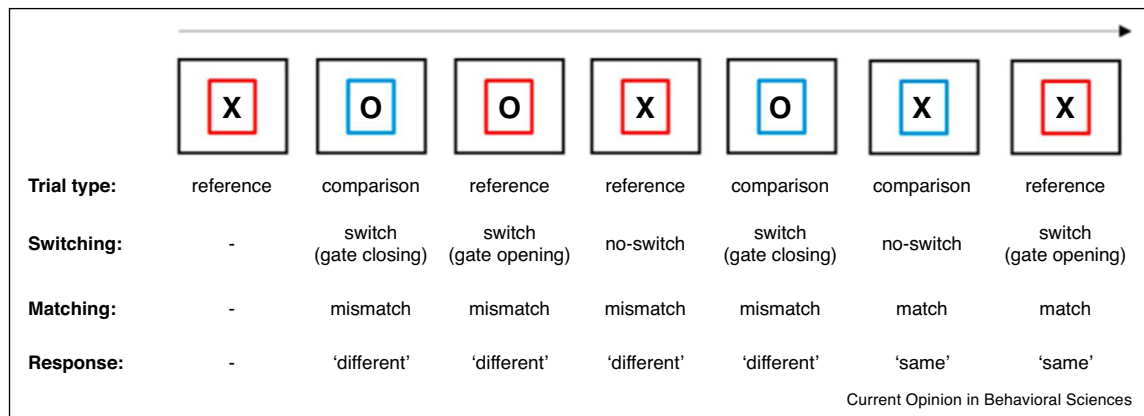 X O O X O X X
Trial type: reference comparison reference reference comparison comparison reference
Switching: - switch (gate closing) switch (gate opening) no-switch switch (gate closing) no-switch switch (gate opening)
Matching: - mismatch mismatch mismatch mismatch match match
Response: - ‘different’ ‘different’ ‘different’ ‘different’ ‘same’ ‘same’
Current Opinion in Behavioral Sciences